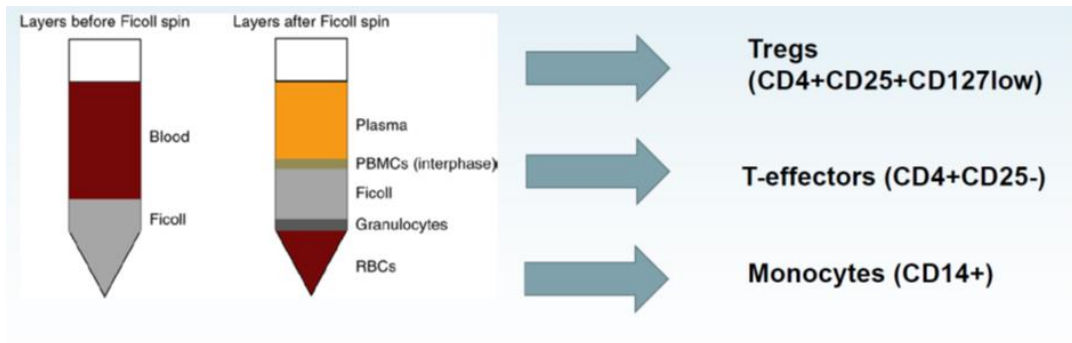 Layers before Ficoll spin
Layers after Ficoll spin
Blood
Ficoll
Plasma
PBMCs (interphase)
Ficoll
Granulocytes
RBCs
Tregs
(CD4+CD25+CD127low)
T-effectors (CD4+CD25-)
Monocytes (CD14+)